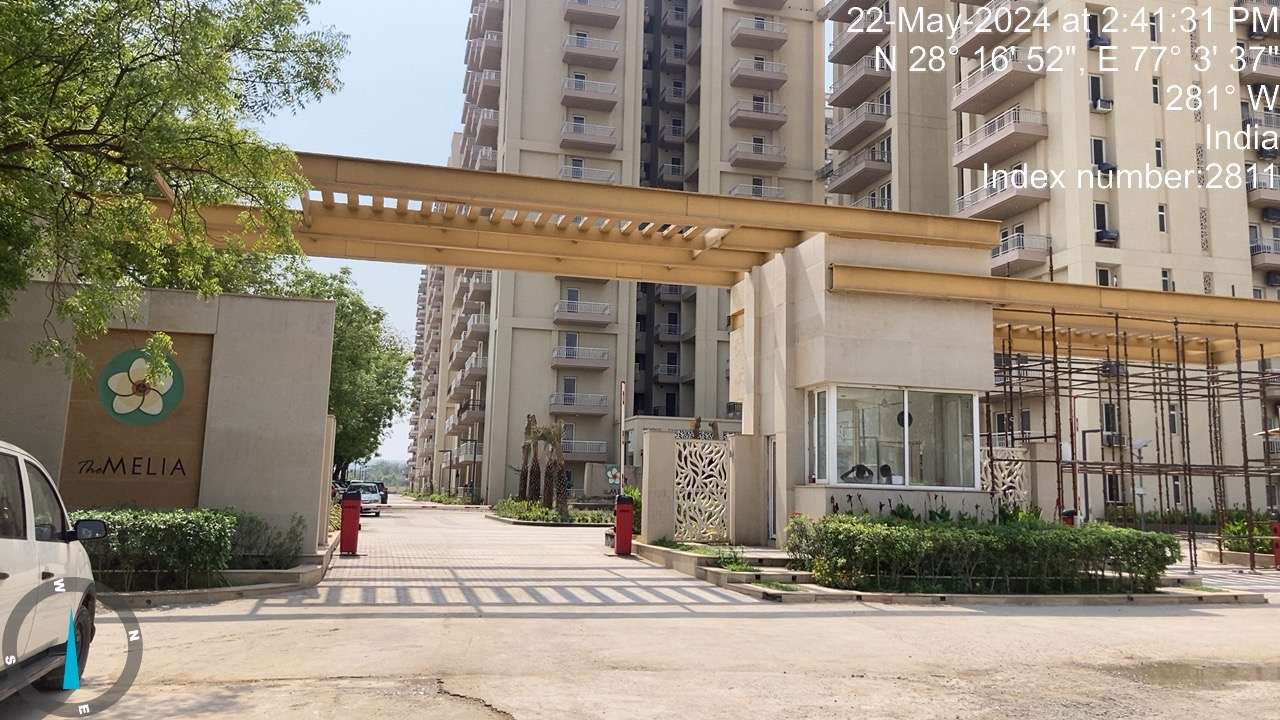 22-May-2024 at 2:41:31 PM
N 28° 16' 52", E 77° 3' 37"
281° W
India
Index number 2811
The MELIA
W
N
S
E